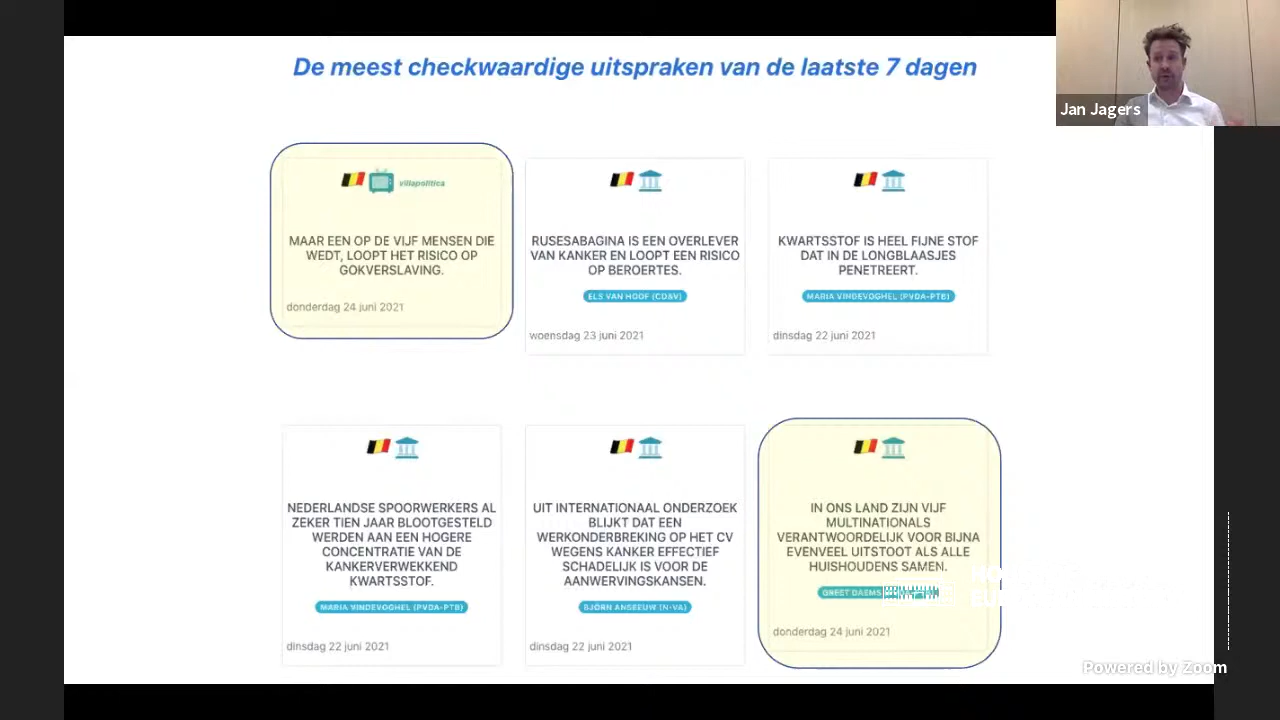 De meest checkwaardige uitspraken van de laatste 7 dagen
Jan Jagers
villapolitica
MAAR EEN OP DE VIJF MENSEN DIE
WEDT, LOOPT HET RISICO OP
GOKVERSLAVING.
donderdag 24 juni 2021
RUSESABAGINA IS EEN OVERLEVER
VAN KANKER EN LOOPT EEN RISICO
OP BEROERTES.
ELS VAN HOOF (CD&V)
woensdag 23 juni 2021
KWARTSSTOF IS HEEL FIJNE STOF
DAT IN DE LONGBLAASJES
PENETREERT.
MARIA VINDEVOGHEL (PVDA-PTB)
dinsdag 22 juni 2021
NEDERLANDSE SPOORWERKERS AL
ZEKER TIEN JAAR BLOOTGESTELD
WERDEN AAN EEN HOGERE
CONCENTRATIE VAN DE
KANKERVERWEKKEND
KWARTSSTOF.
MARIA VINDEVOGHEL (PVDA-PTB)
dinsdag 22 juni 2021
UIT INTERNATIONAAL ONDERZOEK
BLIJKT DAT EEN
WERKONDERBREKING OP HET CV
WEGENS KANKER EFFECTIEF
SCHADELIJK IS VOOR DE
AANWERVINGSKANSEN.
BJÖRN ANSEEUW (N-VA)
dinsdag 22 juni 2021
IN ONS LAND ZIJN VIJF
MULTINATIONALS
VERANTWOORDELIJK VOOR BIJNA
EVENVEEL UITSTOOT ALS ALLE
HUISHOUDENS SAMEN.
GREET DAEMS
donderdag 24 juni 2021
Powered by Zoom